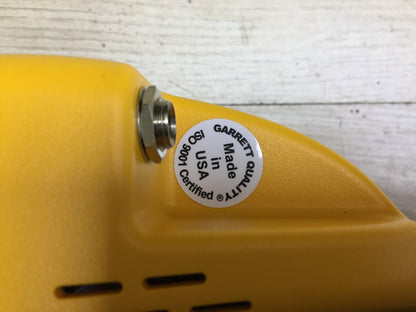 GARRETT QUALITY ®
ISO 9001 Certified
Made
in
USA